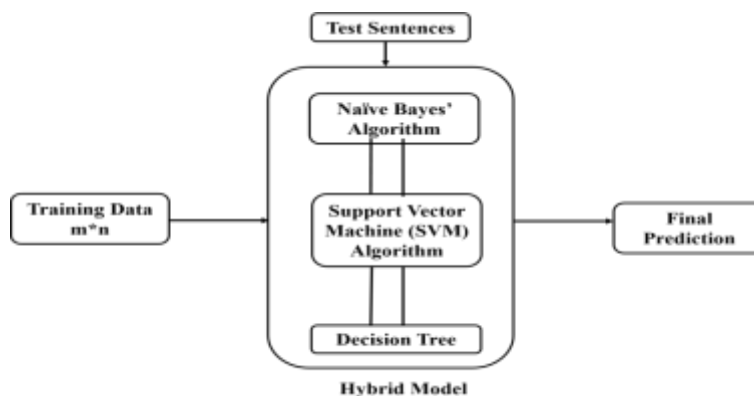 Test Sentences
Naïve Bayes’
Algorithm
Training Data
m*n
Support Vector
Machine (SVM)
Algorithm
Final
Prediction
Decision Tree
Hybrid Model